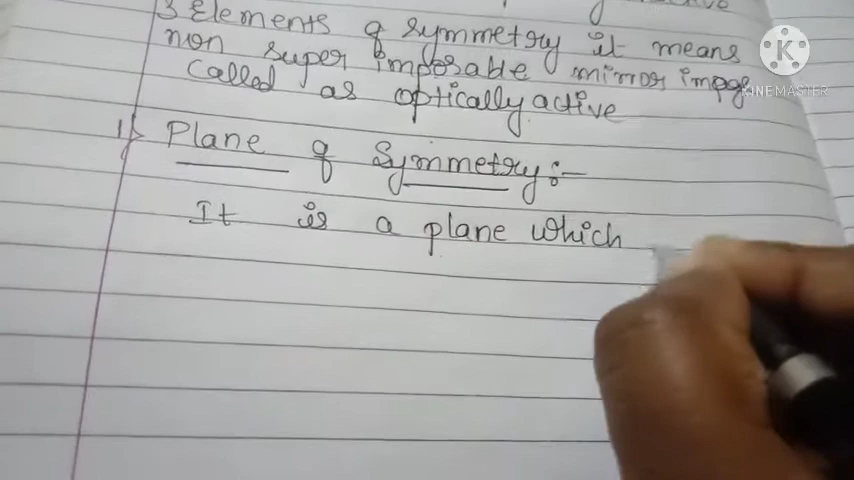 3 Elements of symmetry it means
non super imposable mirror image
called as optically active
KINEMASTER
1) Plane of Symmetry :-
It is a plane which